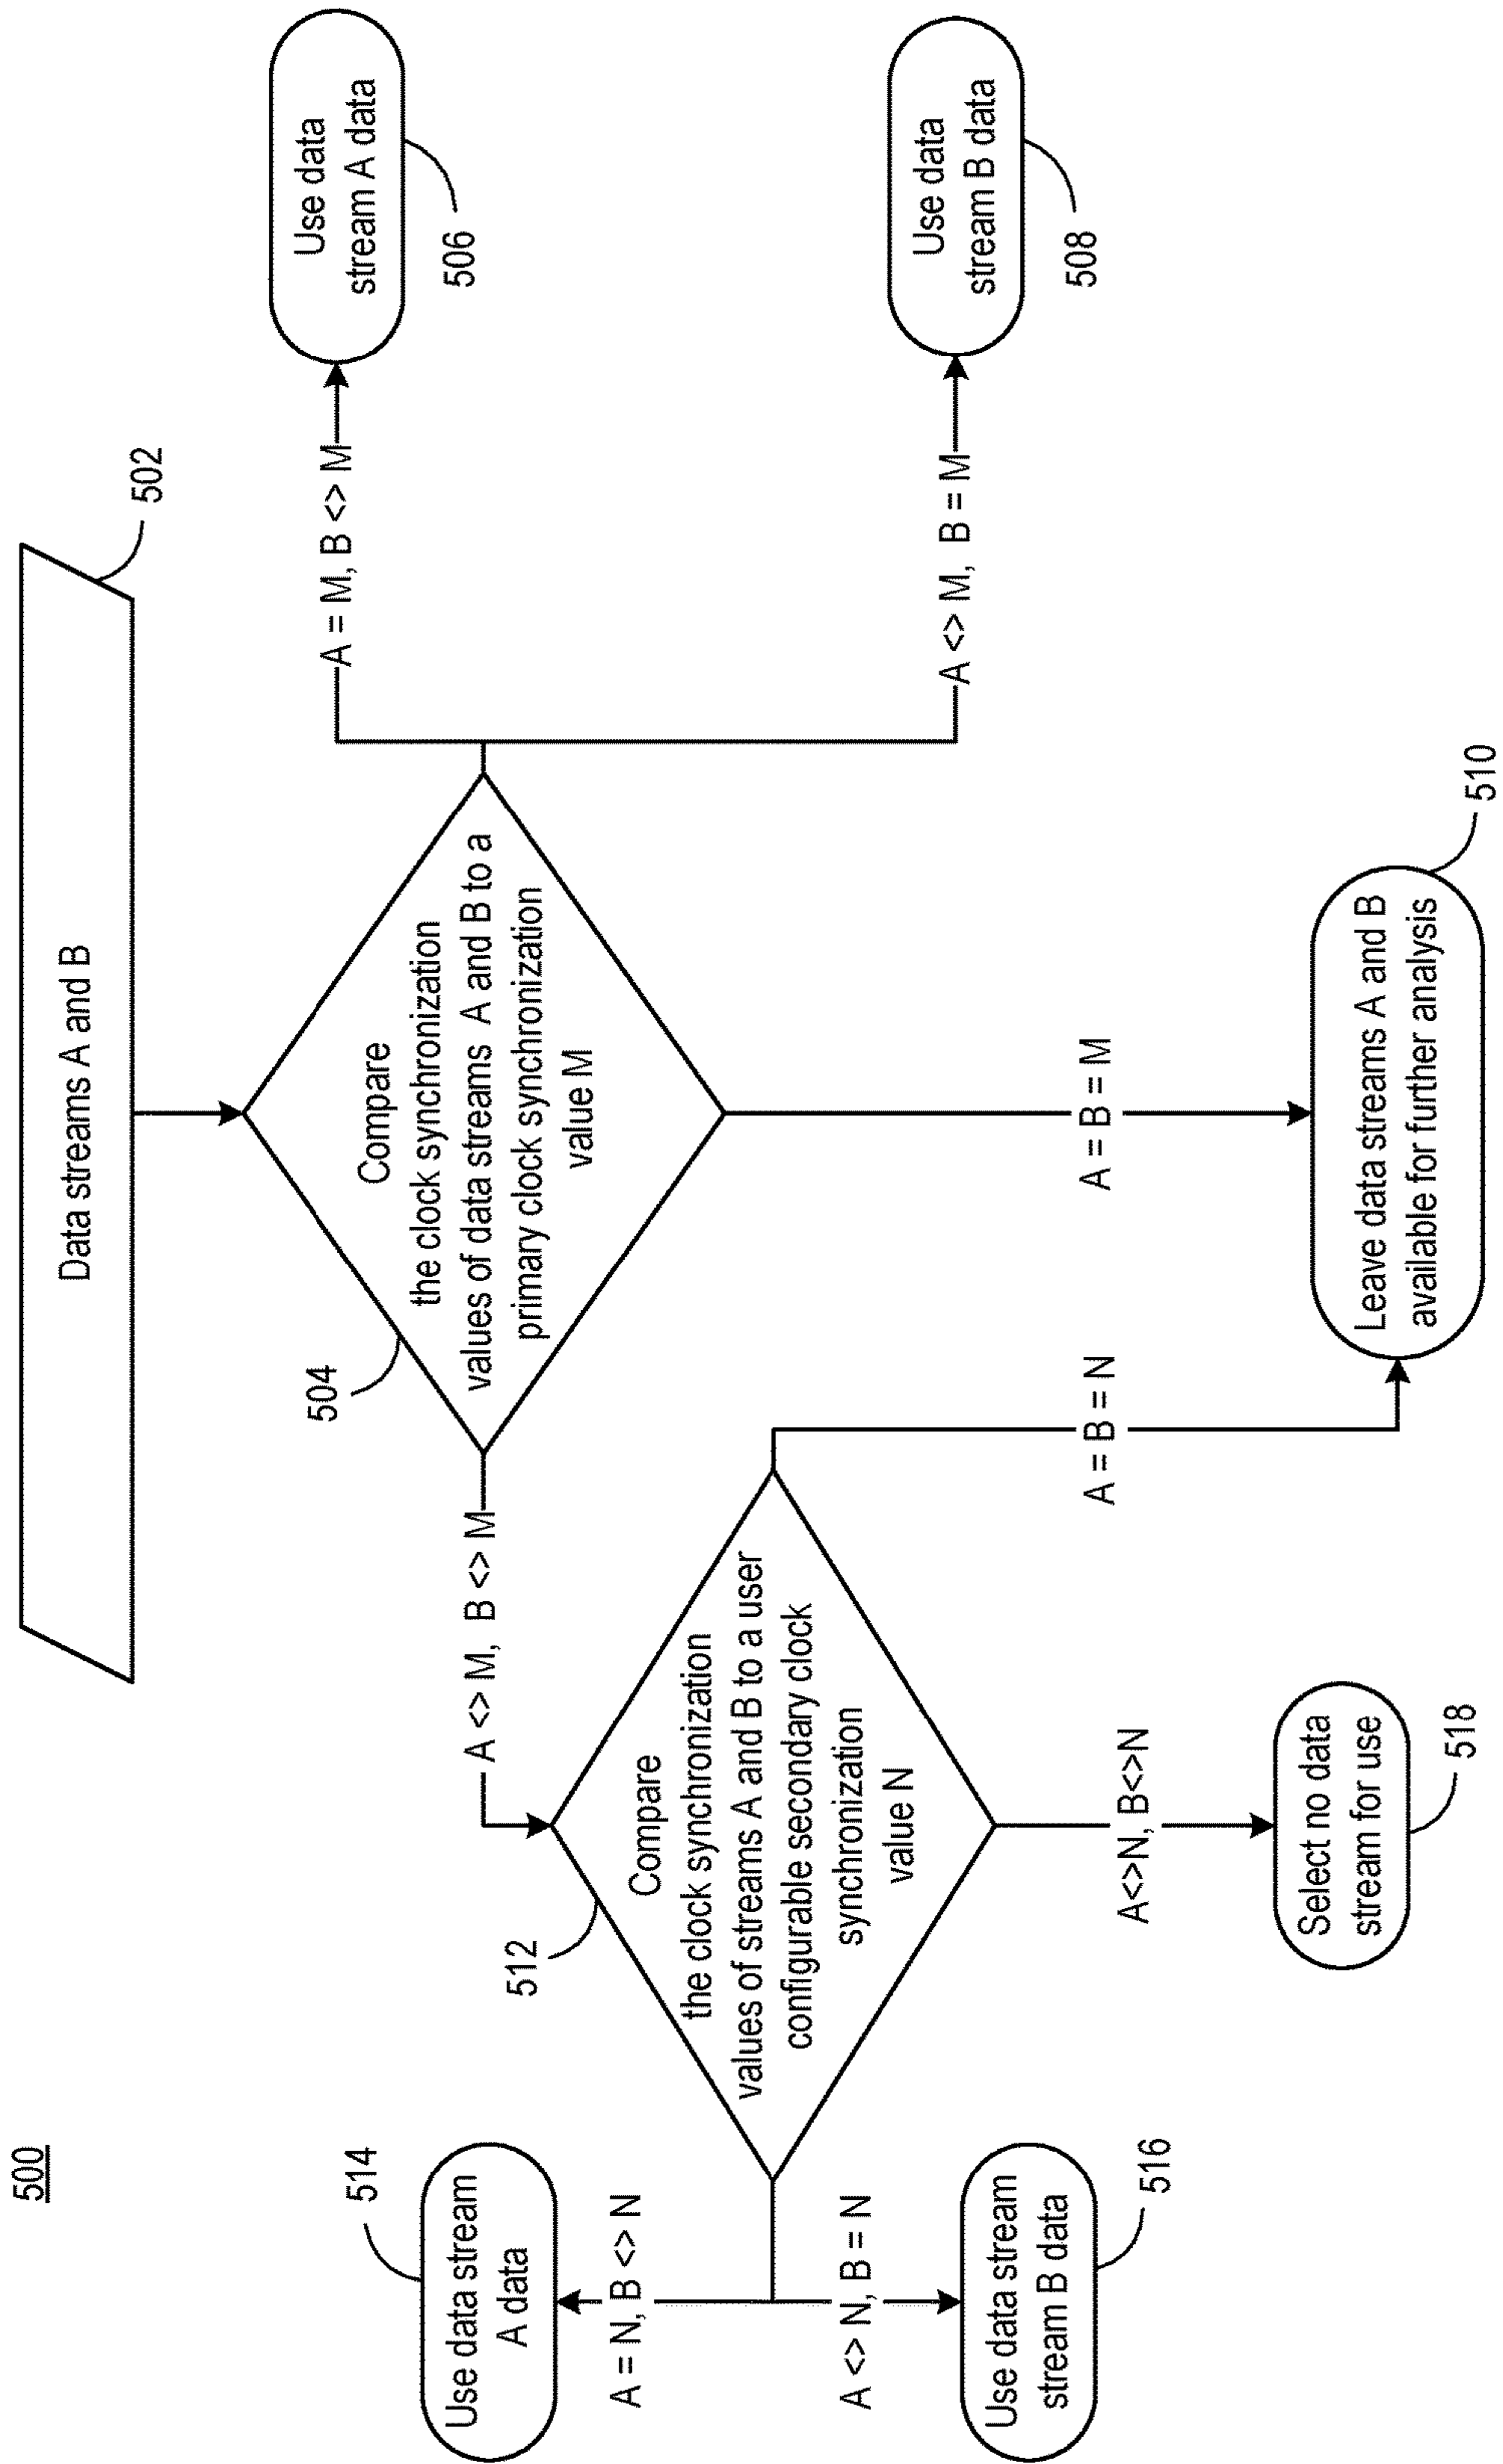 500
Data streams A and B
502
Compare
the clock synchronization
values of data streams A and B to a
primary clock synchronization
value M
504
A = M, B <> M
Use data
stream A data
506
A <> M, B = M
Use data
stream B data
508
A = B = M
Leave data streams A and B
available for further analysis
510
A <> M, B <> M
Compare
the clock synchronization
values of streams A and B to a user
configurable secondary clock
synchronization
value N
512
A = B = N
A = N, B <> N
Use data stream
A data
514
A <> N, B = N
Use data stream
stream B data
516
A<>N, B<>N
Select no data
stream for use
518